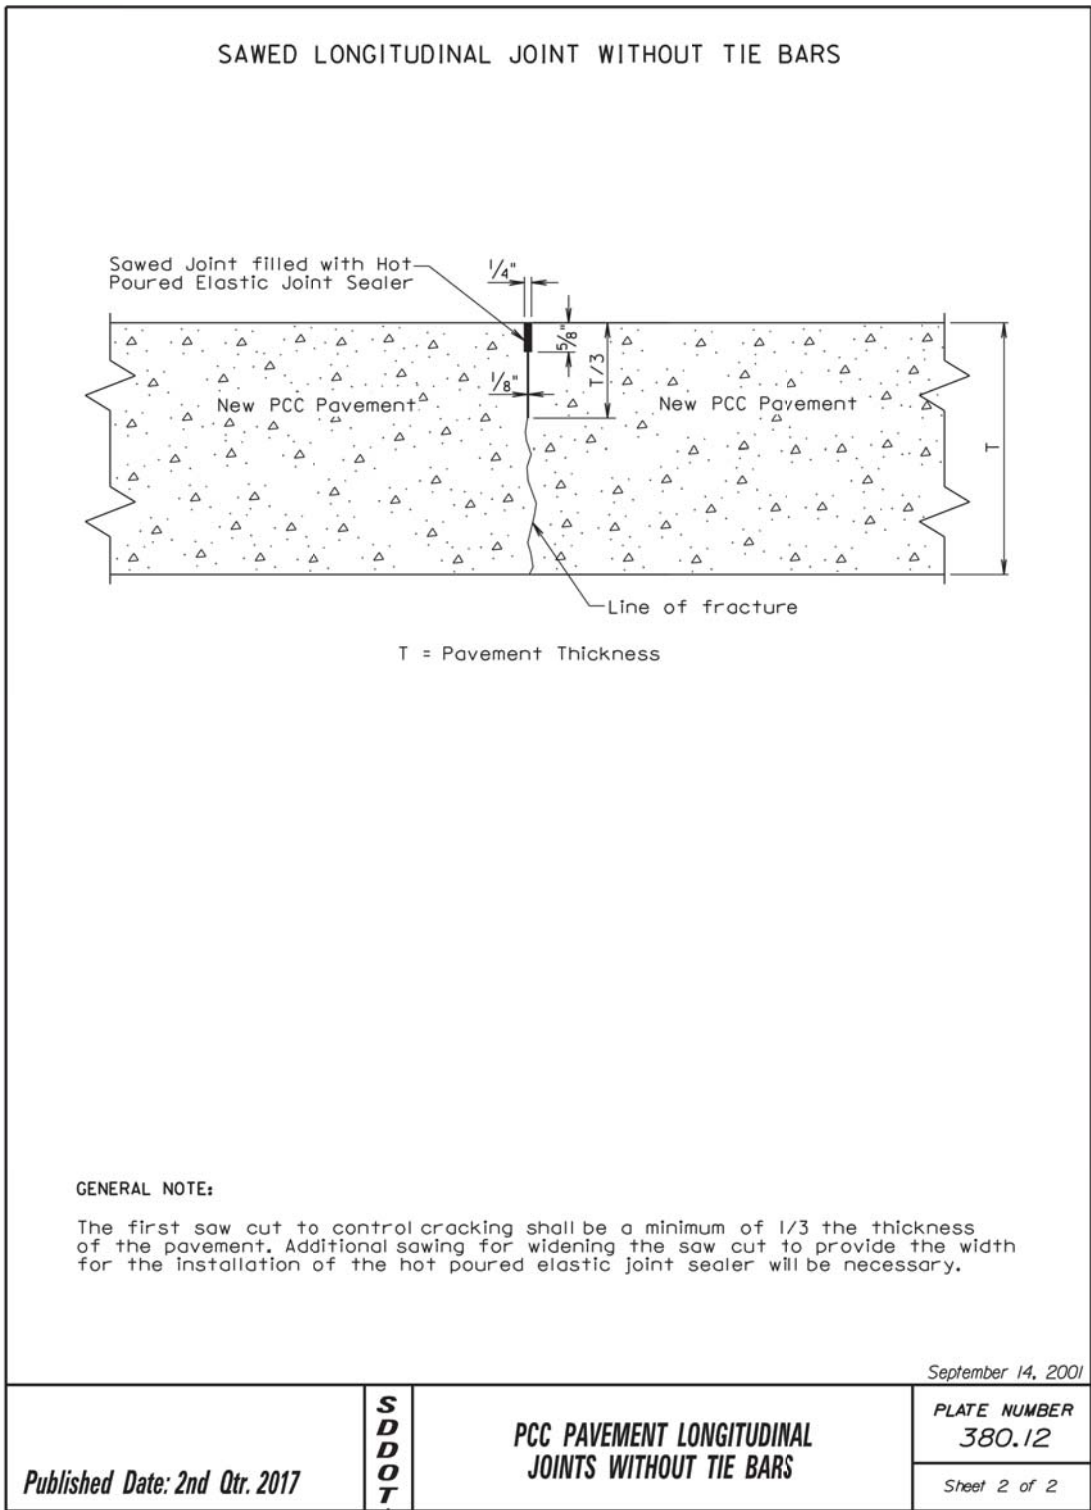 SAWED LONGITUDINAL JOINT WITHOUT TIE BARS
Sawed Joint filled with Hot
Poured Elastic Joint Sealer
1/4"
5/8"
T/3
1/8"
New PCC Pavement
New PCC Pavement
T
Line of fracture
T = Pavement Thickness
GENERAL NOTE:
The first saw cut to control cracking shall be a minimum of 1/3 the thickness
of the pavement. Additional sawing for widening the saw cut to provide the width
for the installation of the hot poured elastic joint sealer will be necessary.
September 14, 2001
Published Date: 2nd Qtr. 2017
SDDOT
PCC PAVEMENT LONGITUDINAL
JOINTS WITHOUT TIE BARS
PLATE NUMBER
380.12
Sheet 2 of 2